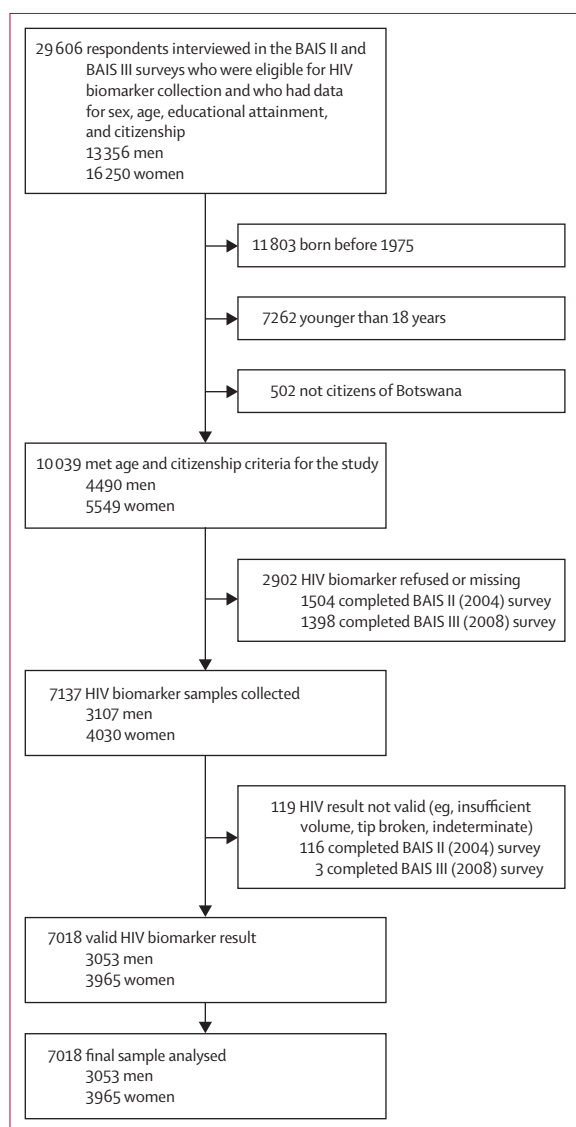 29 606 respondents interviewed in the BAIS II and
BAIS III surveys who were eligible for HIV
biomarker collection and who had data
for sex, age, educational attainment,
and citizenship
13 356 men
16 250 women
11 803 born before 1975
7262 younger than 18 years
502 not citizens of Botswana
10 039 met age and citizenship criteria for the study
4490 men
5549 women
2902 HIV biomarker refused or missing
1504 completed BAIS II (2004) survey
1398 completed BAIS III (2008) survey
7137 HIV biomarker samples collected
3107 men
4030 women
119 HIV result not valid (eg, insufficient
volume, tip broken, indeterminate)
116 completed BAIS II (2004) survey
3 completed BAIS III (2008) survey
7018 valid HIV biomarker result
3053 men
3965 women
7018 final sample analysed
3053 men
3965 women